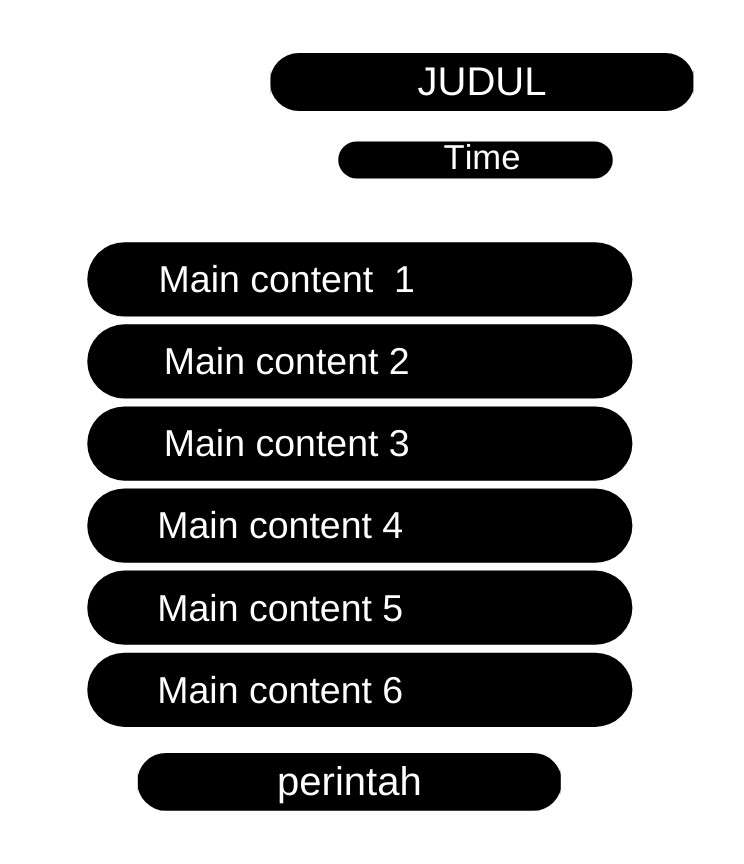 JUDUL
Time
Main content  1
Main content 2
Main content 3
Main content 4
Main content 5
Main content 6
perintah